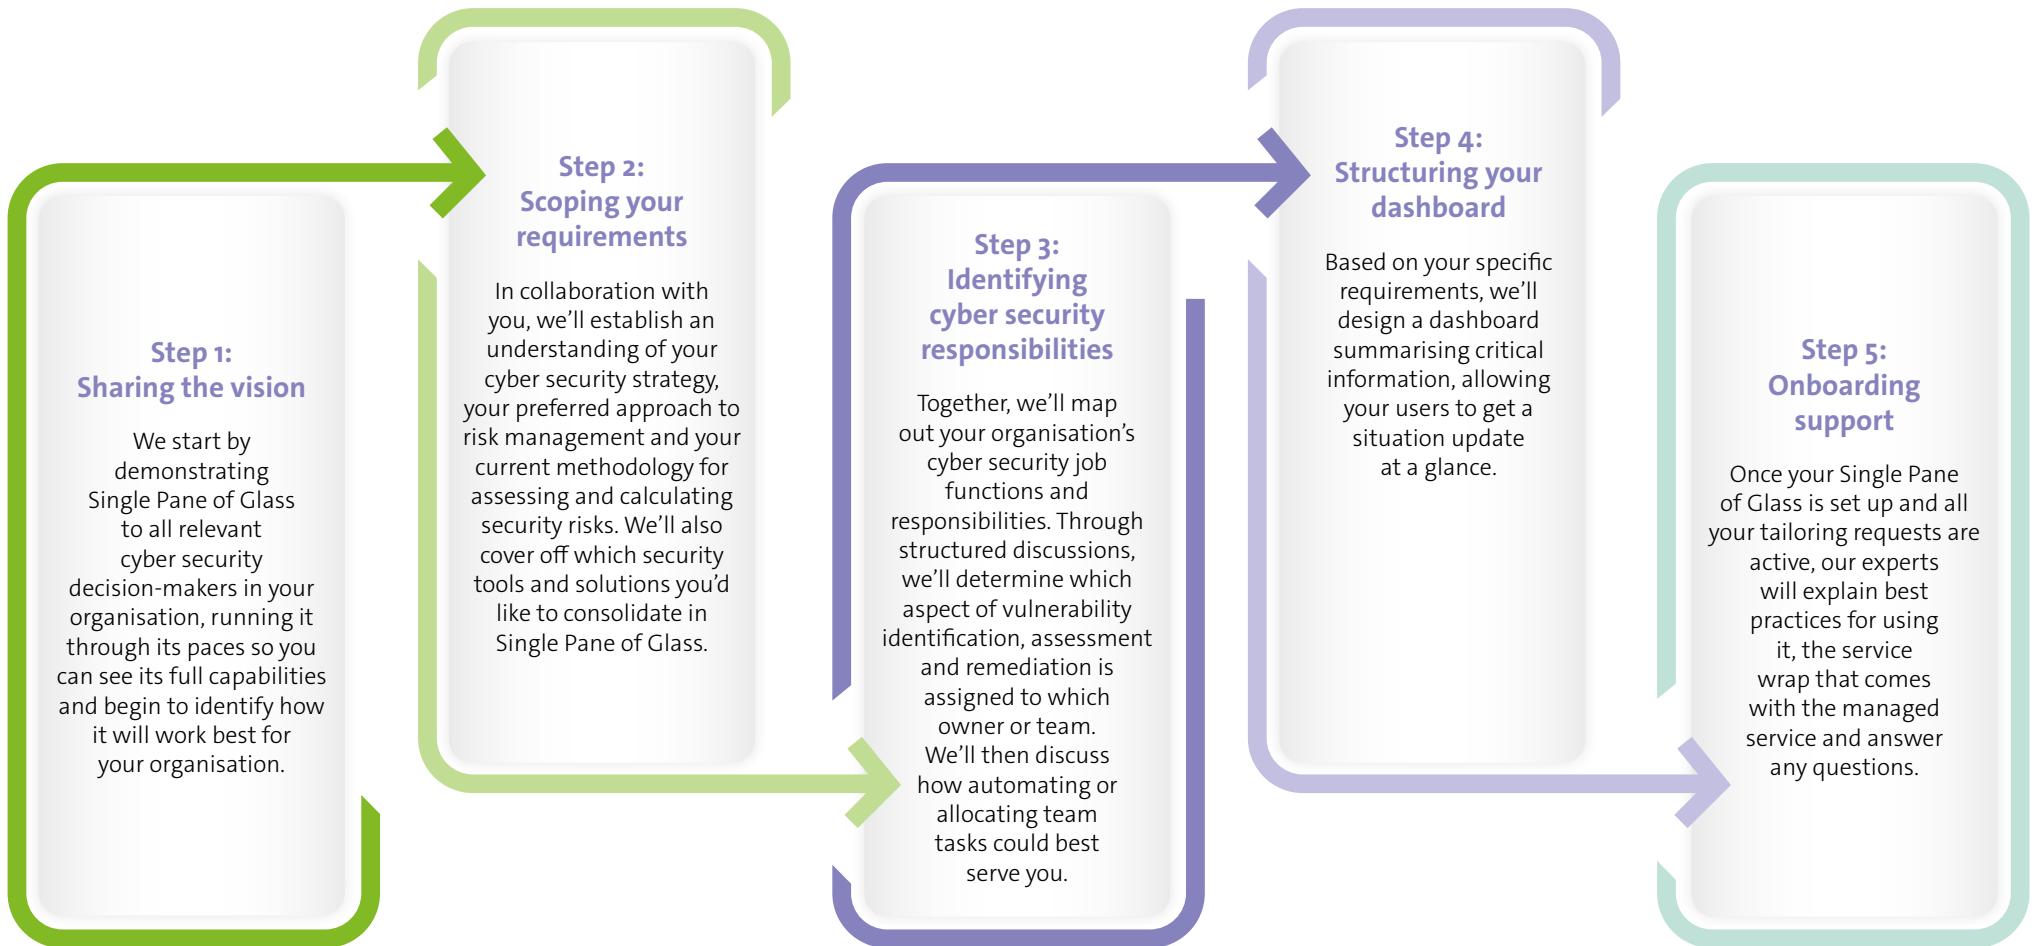 Step 1:
Sharing the vision
We start by
demonstrating
Single Pane of Glass
to all relevant
cyber security
decision-makers in your
organisation, running it
through its paces so you
can see its full capabilities
and begin to identify how
it will work best for
your organisation.
Step 2:
Scoping your
requirements
In collaboration with
you, we’ll establish an
understanding of your
cyber security strategy,
your preferred approach to
risk management and your
current methodology for
assessing and calculating
security risks. We’ll also
cover off which security
tools and solutions you’d
like to consolidate in
Single Pane of Glass.
Step 3:
Identifying
cyber security
responsibilities
Together, we’ll map
out your organisation’s
cyber security job
functions and
responsibilities. Through
structured discussions,
we’ll determine which
aspect of vulnerability
identification, assessment
and remediation is
assigned to which
owner or team.
We’ll then discuss
how automating or
allocating team
tasks could best
serve you.
Step 4:
Structuring your
dashboard
Based on your specific
requirements, we’ll
design a dashboard
summarising critical
information, allowing
your users to get a
situation update
at a glance.
Step 5:
Onboarding
support
Once your Single Pane
of Glass is set up and all
your tailoring requests are
active, our experts
will explain best
practices for using
it, the service
wrap that comes
with the managed
service and answer
any questions.